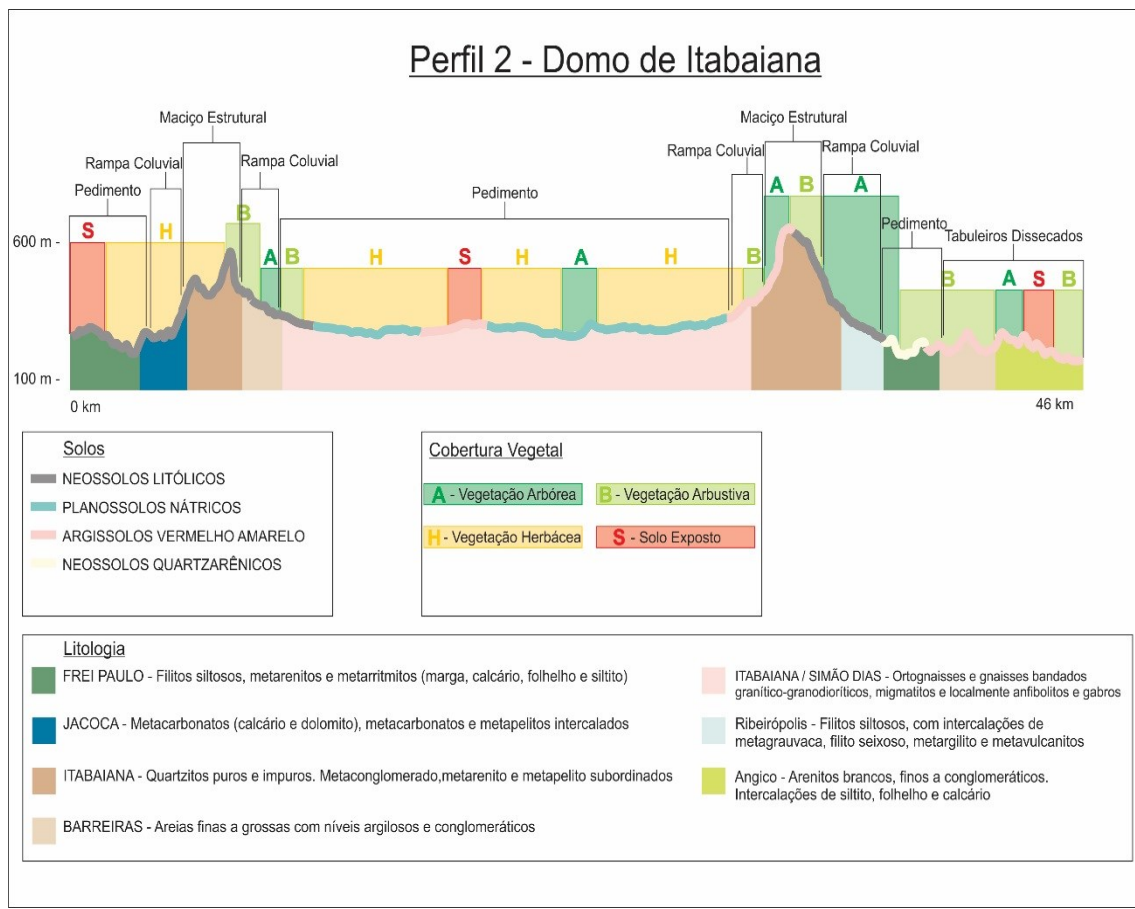 Perfil 2 - Domo de Itabaiana
Maciço Estrutural
Maciço Estrutural
Rampa Coluvial
Rampa Coluvial
Rampa Coluvial
Rampa Coluvial
Pedimento
Pedimento
Pedimento
Tabuleiros Dissecados
A B A
B
S H
A B H S H A H B
B A S B
600 m -
100 m -
0 km
46 km
Solos
NEOSSOLOS LITÓLICOS
PLANOSSOLOS NÁTRICOS
ARGISSOLOS VERMELHO AMARELO
NEOSSOLOS QUARTZARÊNICOS
Cobertura Vegetal
A - Vegetação Arbórea
B - Vegetação Arbustiva
H - Vegetação Herbácea
S - Solo Exposto
Litologia
FREI PAULO - Filitos siltosos, metarenitos e metarritmitos (marga, calcário, folhelho e siltito)
JACOCA - Metacarbonatos (calcário e dolomito), metacarbonatos e metapelitos intercalados
ITABAIANA - Quartzitos puros e impuros. Metaconglomerado,metarenito e metapelito subordinados
BARREIRAS - Areias finas a grossas com níveis argilosos e conglomeráticos
ITABAIANA / SIMÃO DIAS - Ortognaisses e gnaisses bandados
granítico-granodioríticos, migmatitos e localmente anfibolitos e gabros
Ribeirópolis - Filitos siltosos, com intercalações de
metagrauvaca, filito seixoso, metargilito e metavulcanitos
Angico - Arenitos brancos, finos a conglomeráticos.
Intercalações de siltito, folhelho e calcário